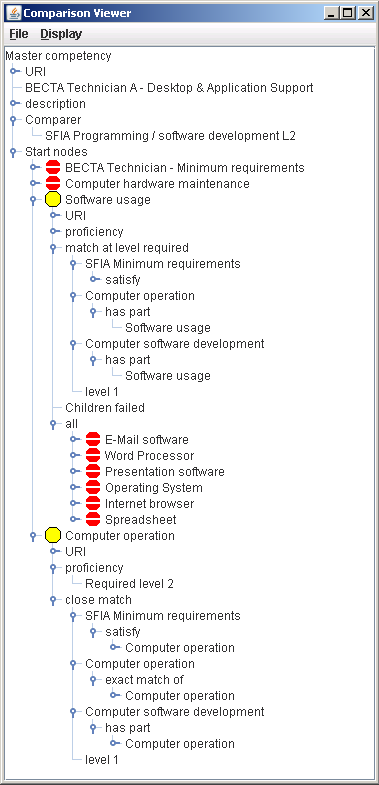 Comparison Viewer
File Display
Master competency
URI
BECTA Technician A - Desktop & Application Support
description
Comparer
SFIA Programming / software development L2
Start nodes
BECTA Technician - Minimum requirements
Computer hardware maintenance
Software usage
URI
proficiency
match at level required
SFIA Minimum requirements
satisfy
Computer operation
has part
Software usage
Computer software development
has part
Software usage
level 1
Children failed
all
E-Mail software
Word Processor
Presentation software
Operating System
Internet browser
Spreadsheet
Computer operation
URI
proficiency
Required level 2
close match
SFIA Minimum requirements
satisfy
Computer operation
Computer operation
exact match of
Computer operation
Computer software development
has part
Computer operation
level 1